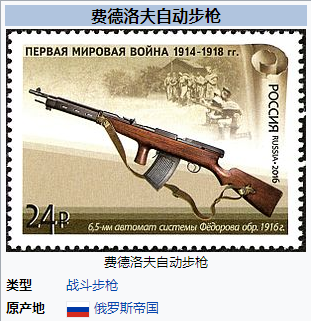 费德洛夫自动步枪
ПЕРВАЯ МИРОВАЯ ВОЙНА 1914-1918 гг.
РОССИЯ RUSSIA•2016
24₽
6,5-мм автомат системы Фёдорова обр. 1916 г.
费德洛夫自动步枪
类型 战斗步枪
原产地 俄罗斯帝国